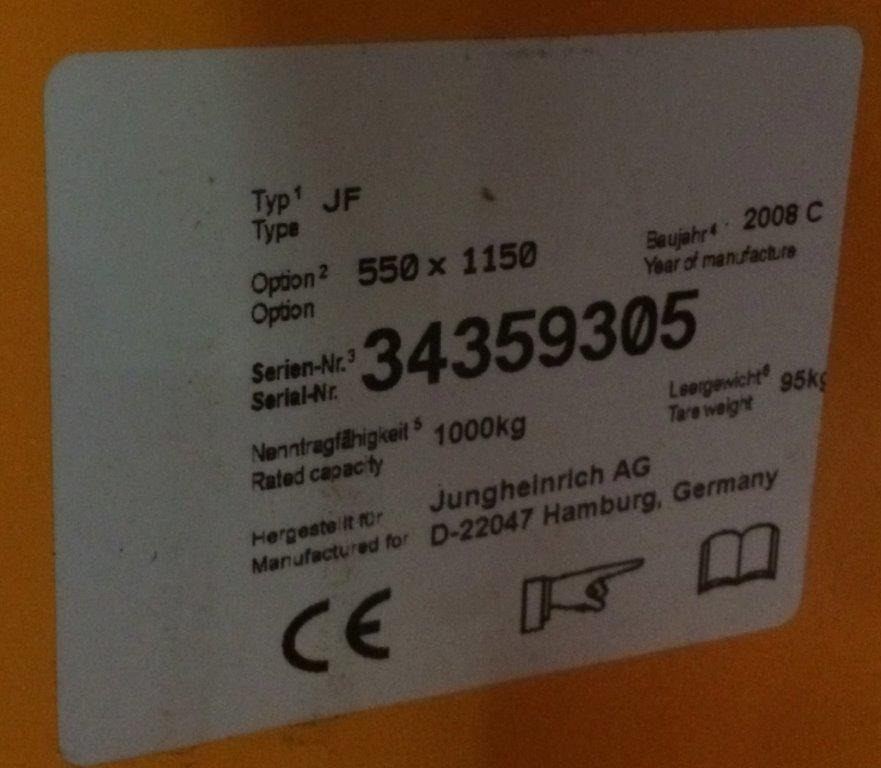 Typ¹ JF
Type
Option² 550 x 1150
Option
Baujahr⁴ 2008 C
Year of manufacture
Serien-Nr.³ 34359305
Serial-Nr.
Nenntragfähigkeit⁵ 1000kg
Rated capacity
Leergewicht⁶ 95kg
Tare weight
Hergestellt für Jungheinrich AG
Manufactured for D-22047 Hamburg, Germany
CE